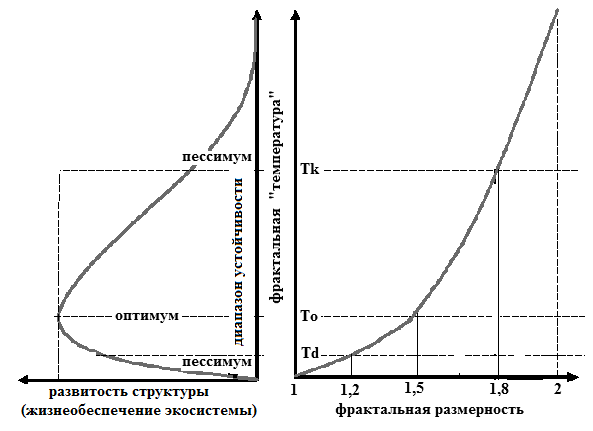 пессимум
оптимум
пессимум
диапазон устойчивости
фрактальная "температура"
развитость структуры
(жизнеобеспечение экосистемы)
Tk
To
Td
1 1,2 1,5 1,8 2
фрактальная размерность